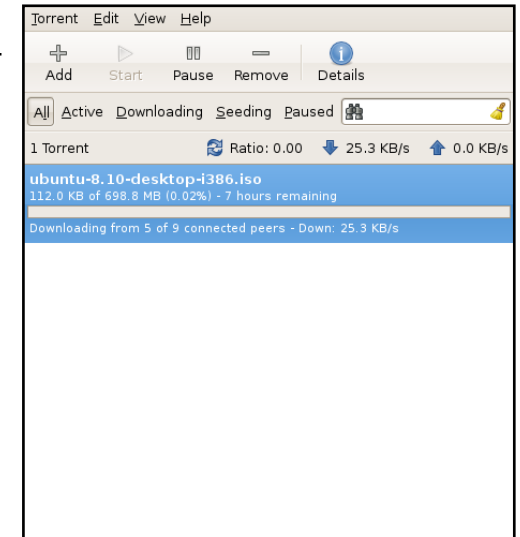 Torrent Edit View Help
Add Start Pause Remove Details
All Active Downloading Seeding Paused
1 Torrent Ratio: 0.00 25.3 KB/s 0.0 KB/s
ubuntu-8.10-desktop-i386.iso
112.0 KB of 698.8 MB (0.02%) - 7 hours remaining
Downloading from 5 of 9 connected peers - Down: 25.3 KB/s